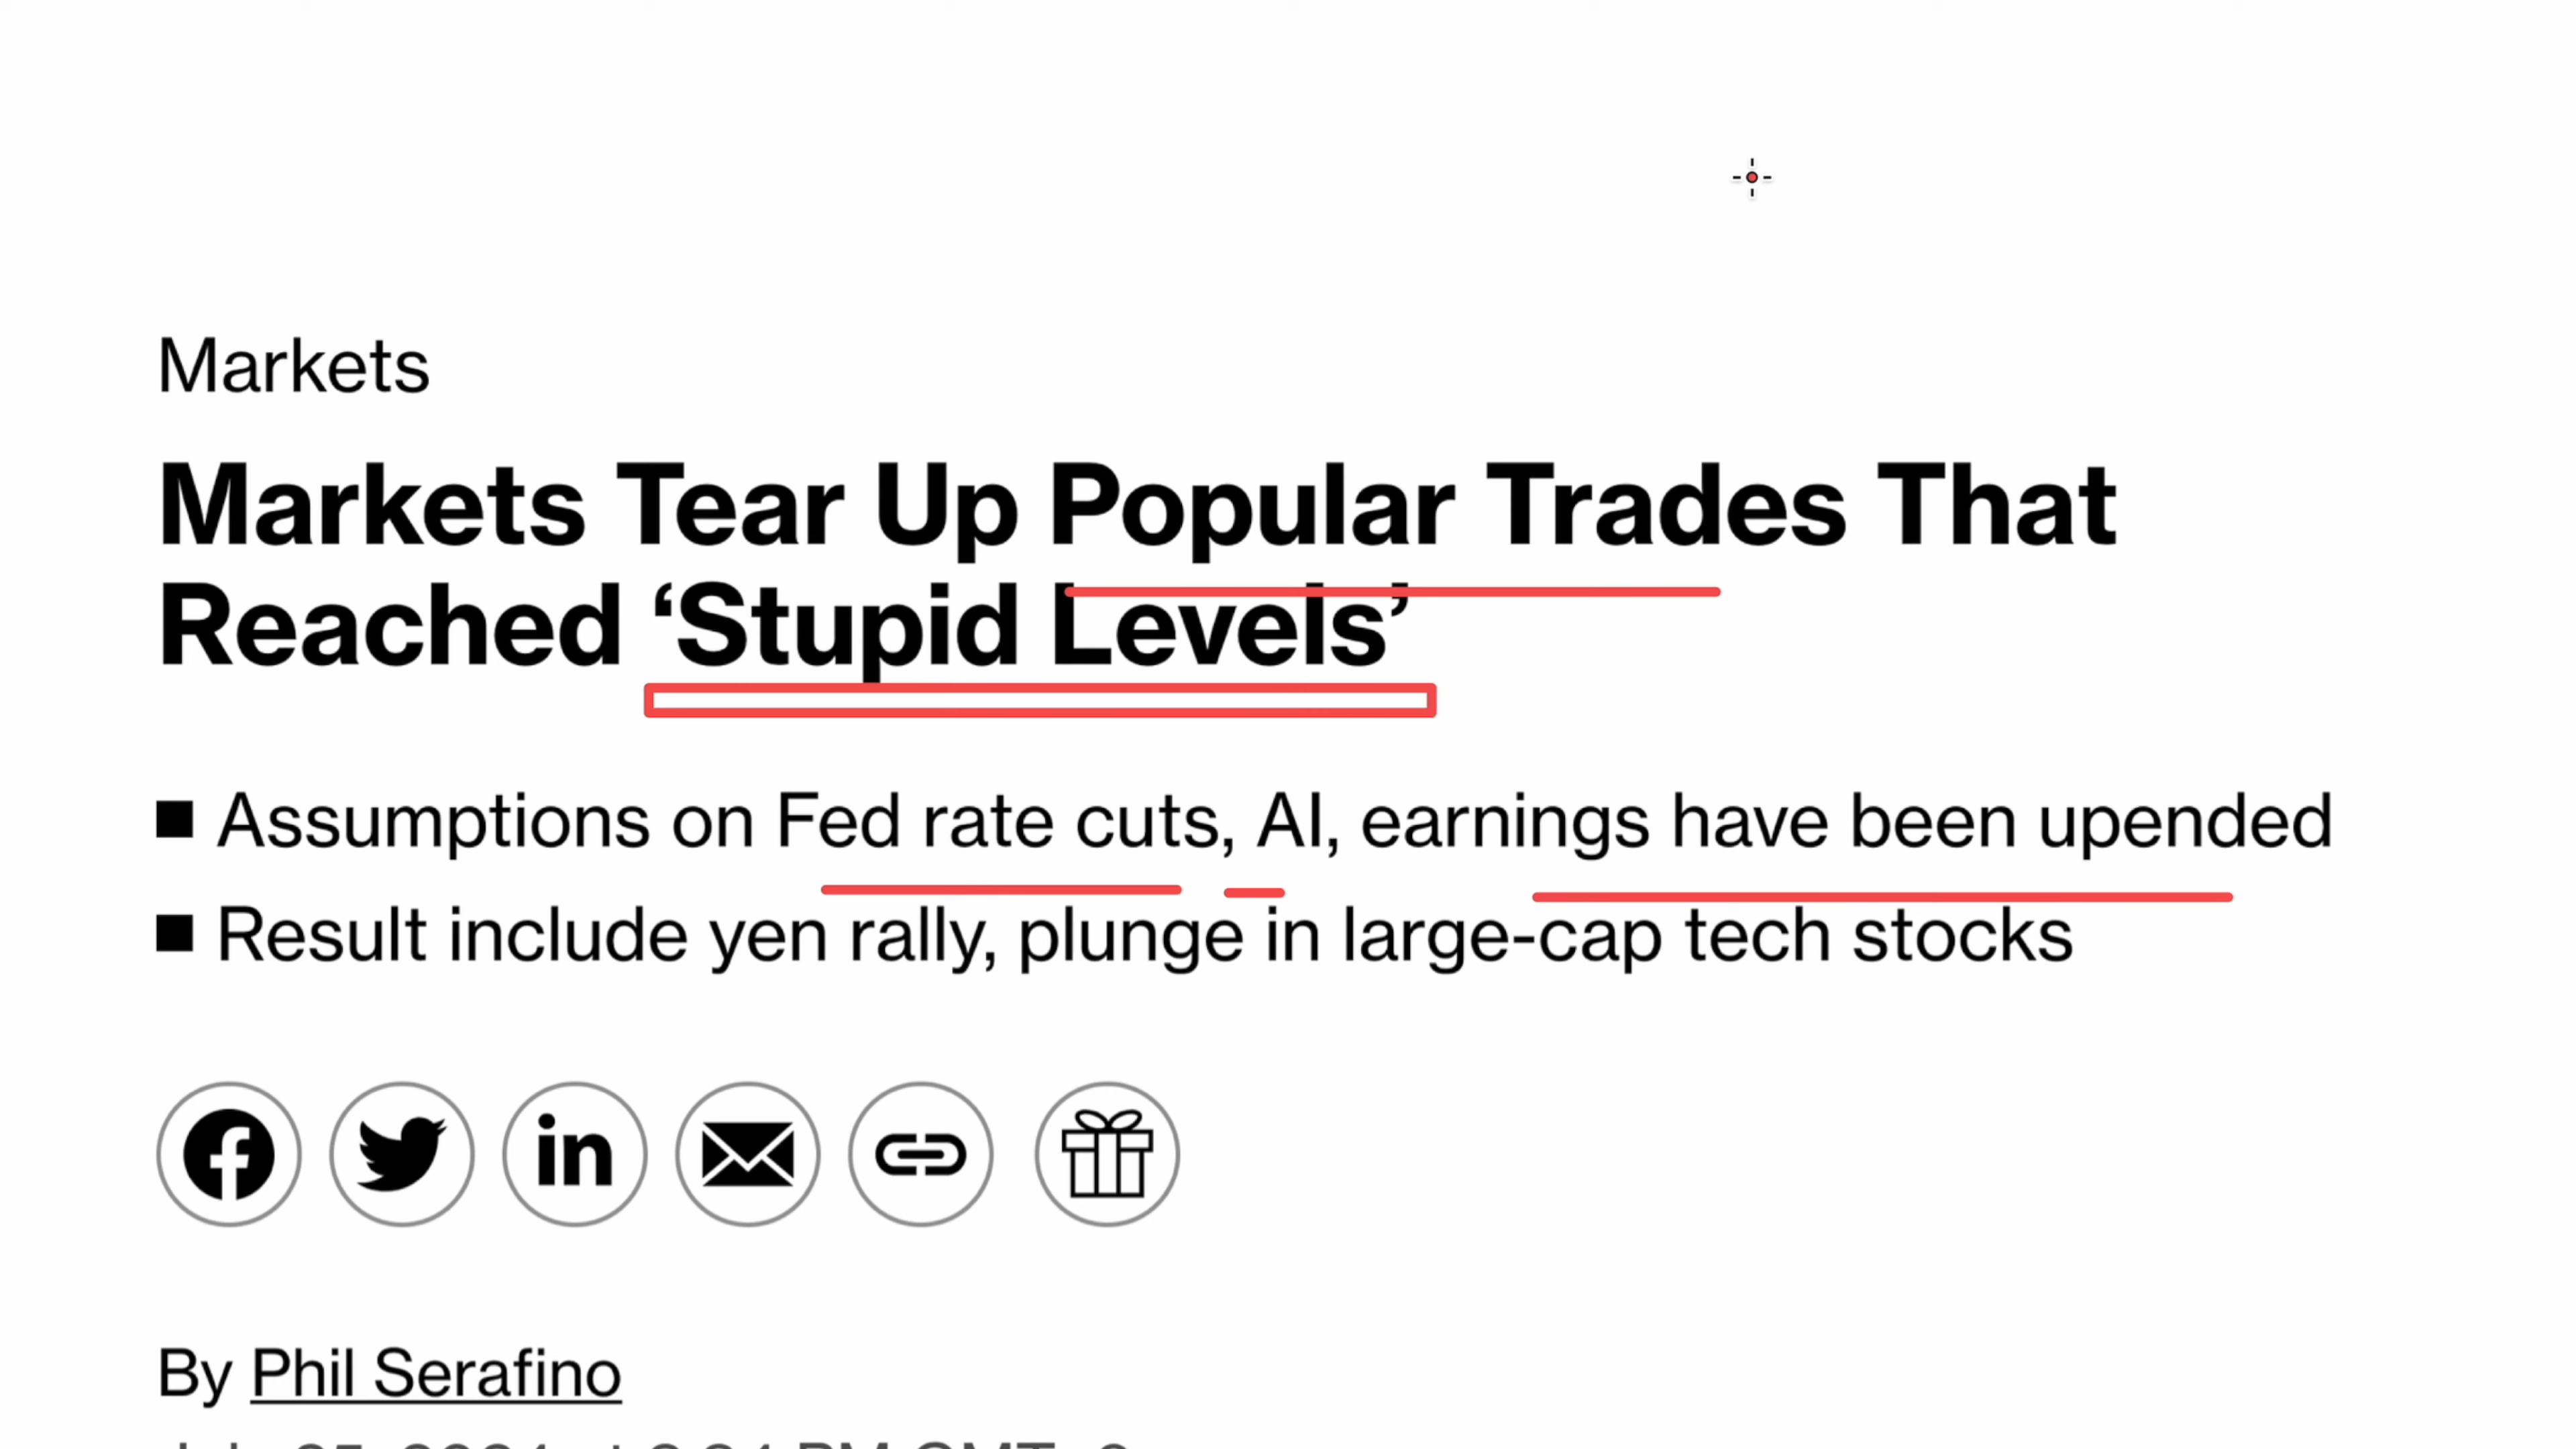 Markets
Markets Tear Up Popular Trades That
Reached ‘Stupid Levels’
■ Assumptions on Fed rate cuts, AI, earnings have been upended
■ Result include yen rally, plunge in large-cap tech stocks
in
By Phil Serafino